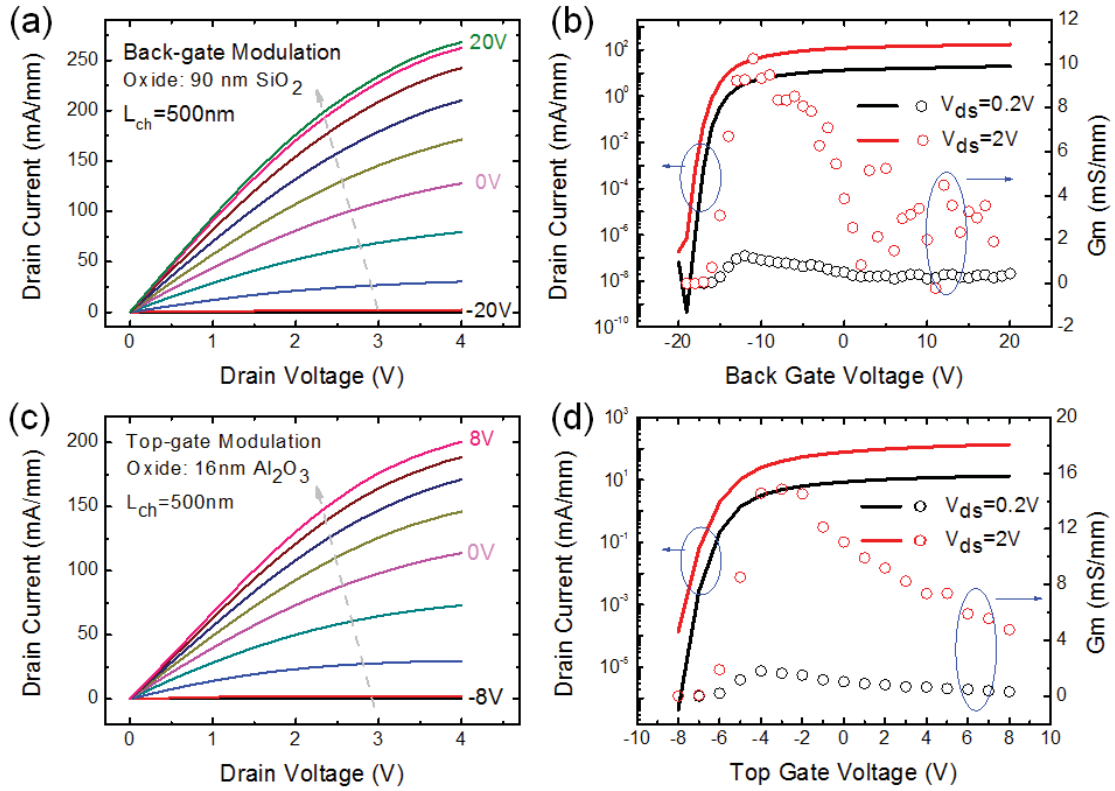 (a)
Drain Current (mA/mm)
250
200
150
100
50
0
Back-gate Modulation
Oxide: 90 nm SiO2
Lch=500nm
20V
0V
-20V
0 1 2 3 4
Drain Voltage (V)
(b)
Drain Current (mA/mm)
10^2
10^0
10^-2
10^-4
10^-6
10^-8
10^-10
Vds=0.2V
Vds=2V
12
10
8
6
4
2
0
-2
Gm (mS/mm)
-20 -10 0 10 20
Back Gate Voltage (V)
(c)
Drain Current (mA/mm)
200
150
100
50
0
Top-gate Modulation
Oxide: 16nm Al2O3
Lch=500nm
8V
0V
-8V
0 1 2 3 4
Drain Voltage (V)
(d)
Drain Current (mA/mm)
10^3
10^1
10^-1
10^-3
10^-5
Vds=0.2V
Vds=2V
20
16
12
8
4
0
Gm (mS/mm)
-10 -8 -6 -4 -2 0 2 4 6 8 10
Top Gate Voltage (V)